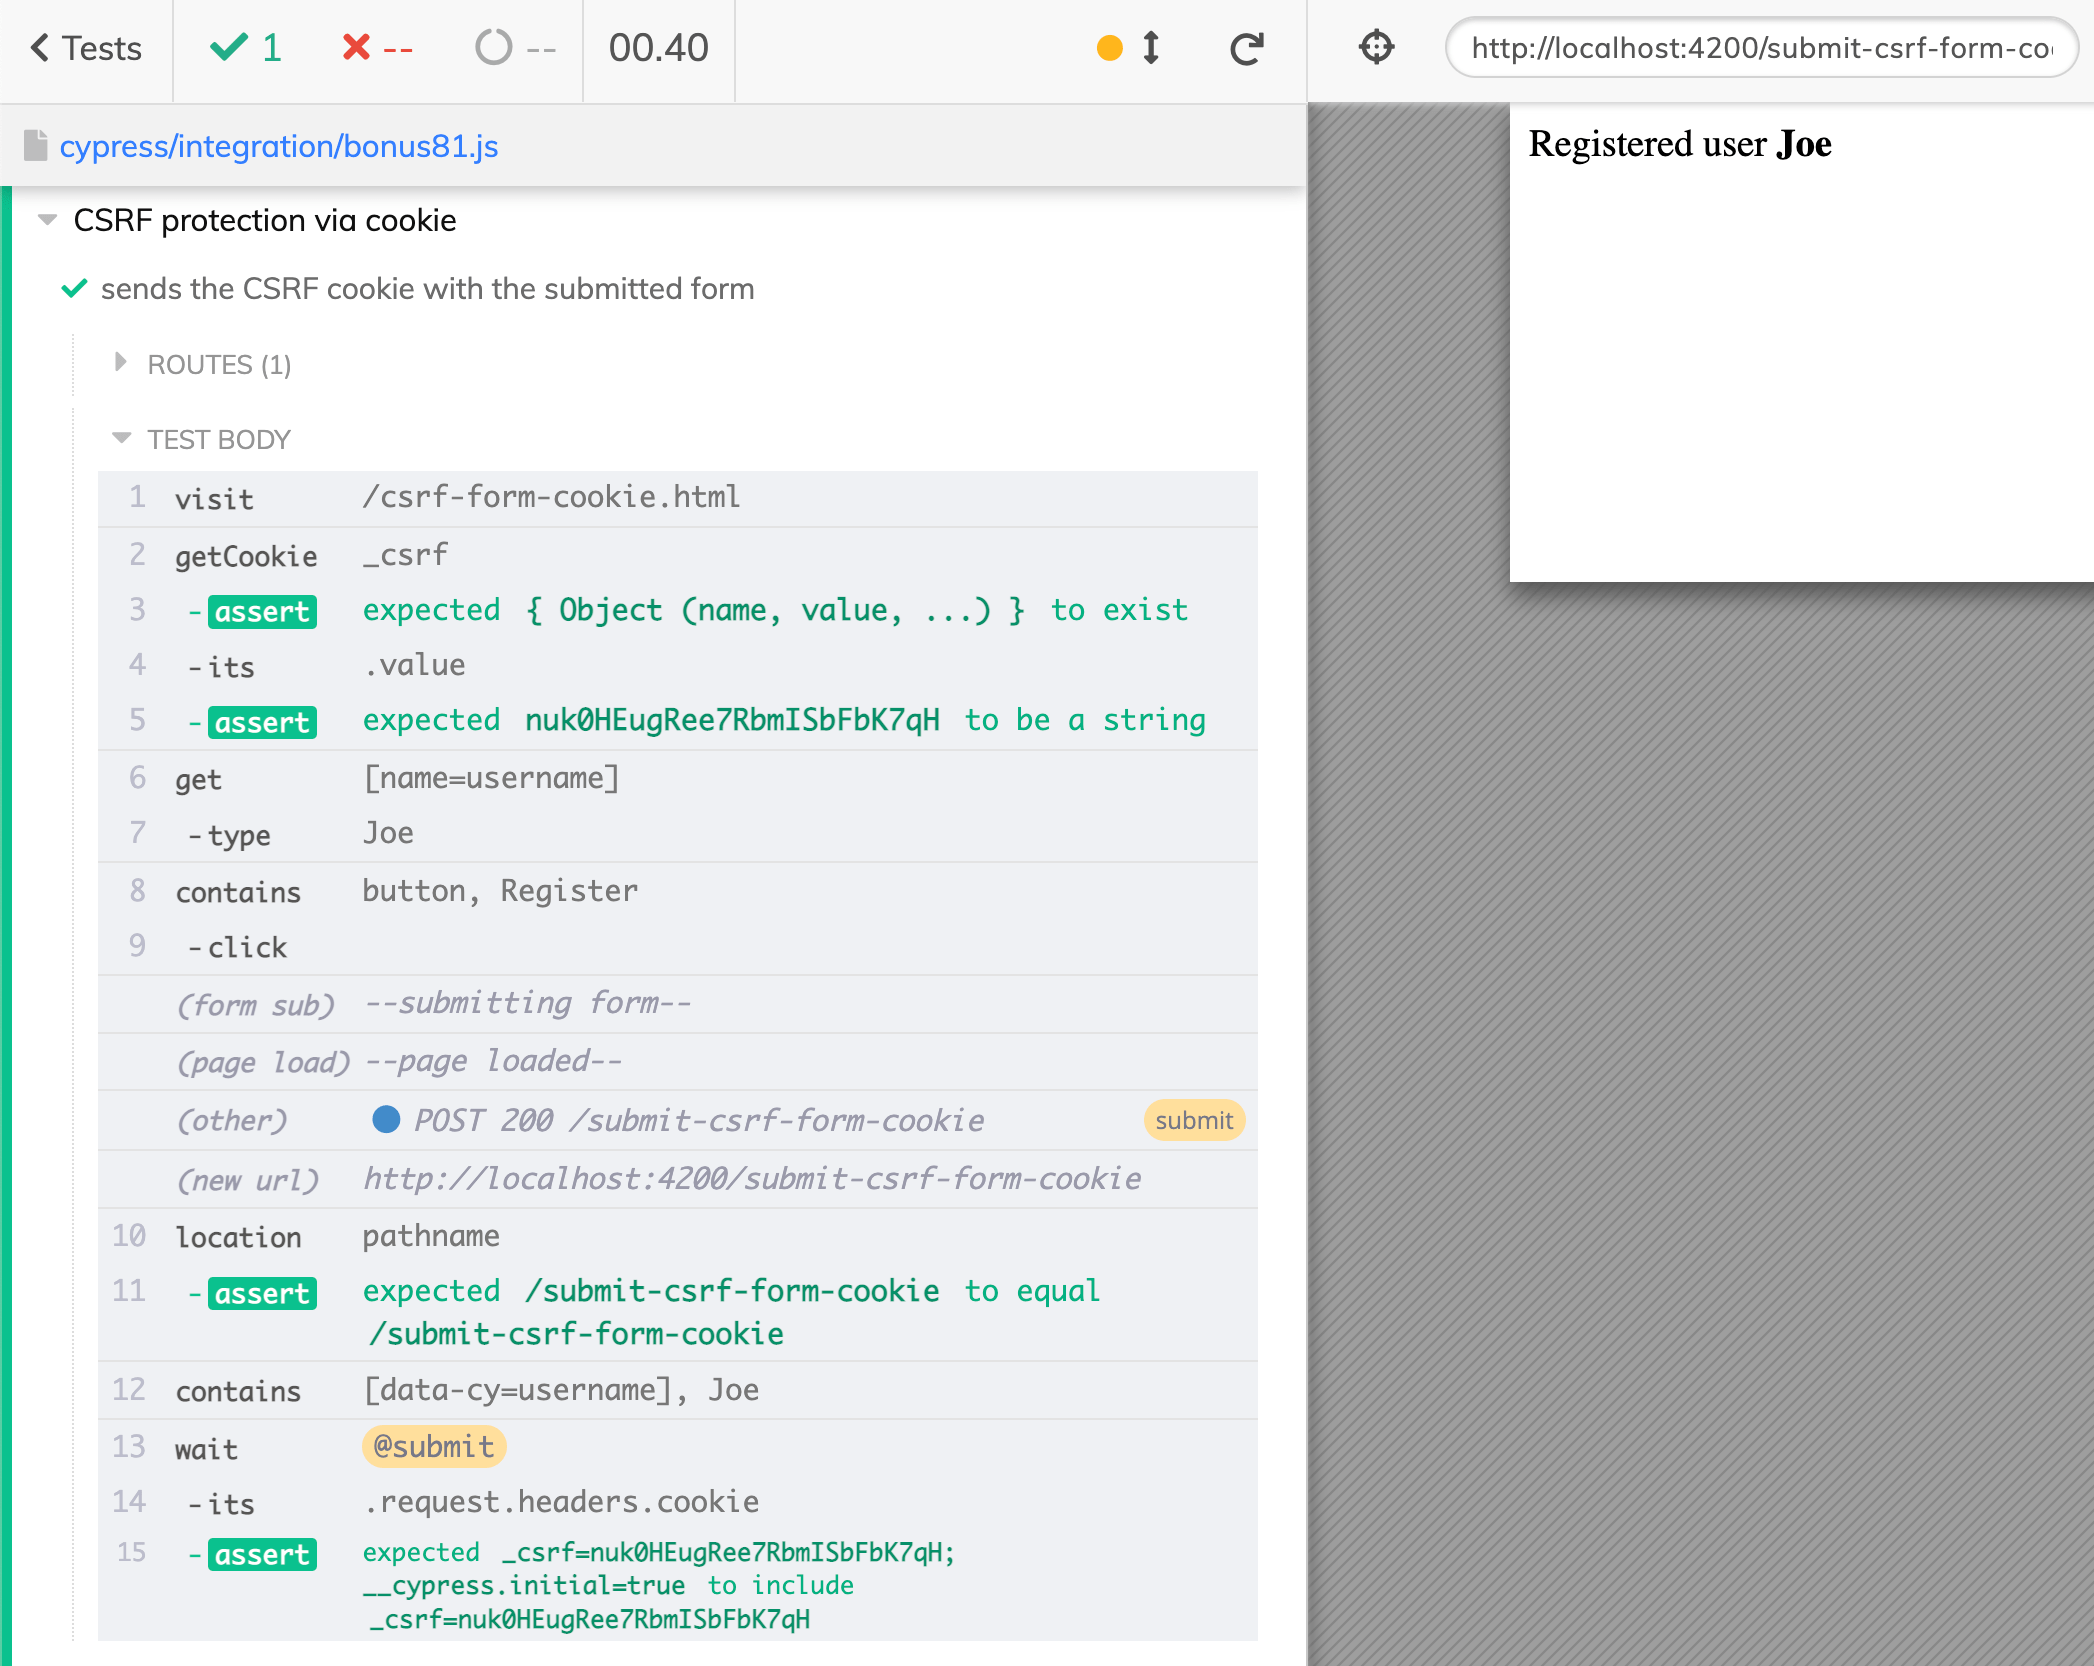 Tests 1 -- -- 00.40
http://localhost:4200/submit-csrf-form-co
cypress/integration/bonus81.js
Registered user Joe
CSRF protection via cookie
sends the CSRF cookie with the submitted form
ROUTES (1)
TEST BODY
1 visit /csrf-form-cookie.html
2 getCookie _csrf
3 -assert expected { Object (name, value, ...) } to exist
4 -its .value
5 -assert expected nuk0HEugRee7RbmISbFbK7qH to be a string
6 get [name=username]
7 -type Joe
8 contains button, Register
9 -click
(form sub) --submitting form--
(page load) --page loaded--
(other) POST 200 /submit-csrf-form-cookie submit
(new url) http://localhost:4200/submit-csrf-form-cookie
10 location pathname
11 -assert expected /submit-csrf-form-cookie to equal
/submit-csrf-form-cookie
12 contains [data-cy=username], Joe
13 wait @submit
14 -its .request.headers.cookie
15 -assert expected _csrf=nuk0HEugRee7RbmISbFbK7qH;
__cypress.initial=true to include
_csrf=nuk0HEugRee7RbmISbFbK7qH